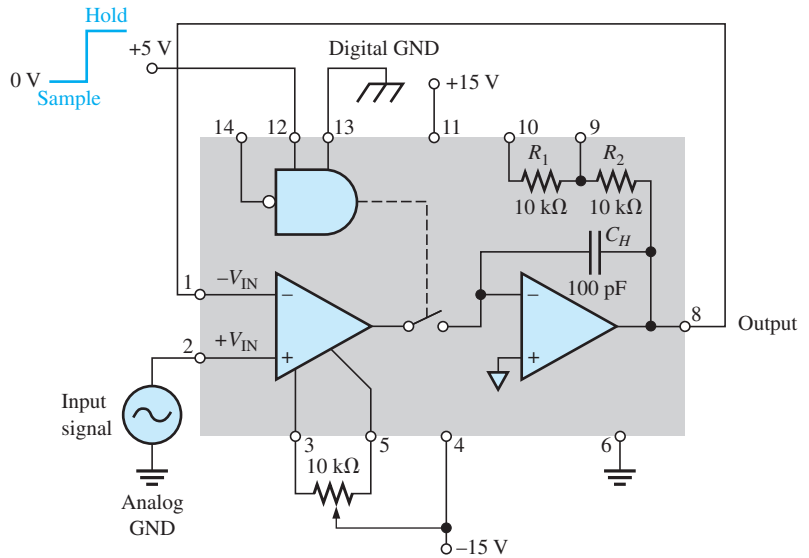 Hold
+5 V
0 V
Sample
Digital GND
+15 V
14
12
13
11
10
9
R1
R2
10 kΩ
10 kΩ
CH
100 pF
1
−VIN
−
−
8
Output
2
+VIN
+
+
Input
signal
3
5
4
6
10 kΩ
Analog
GND
−15 V